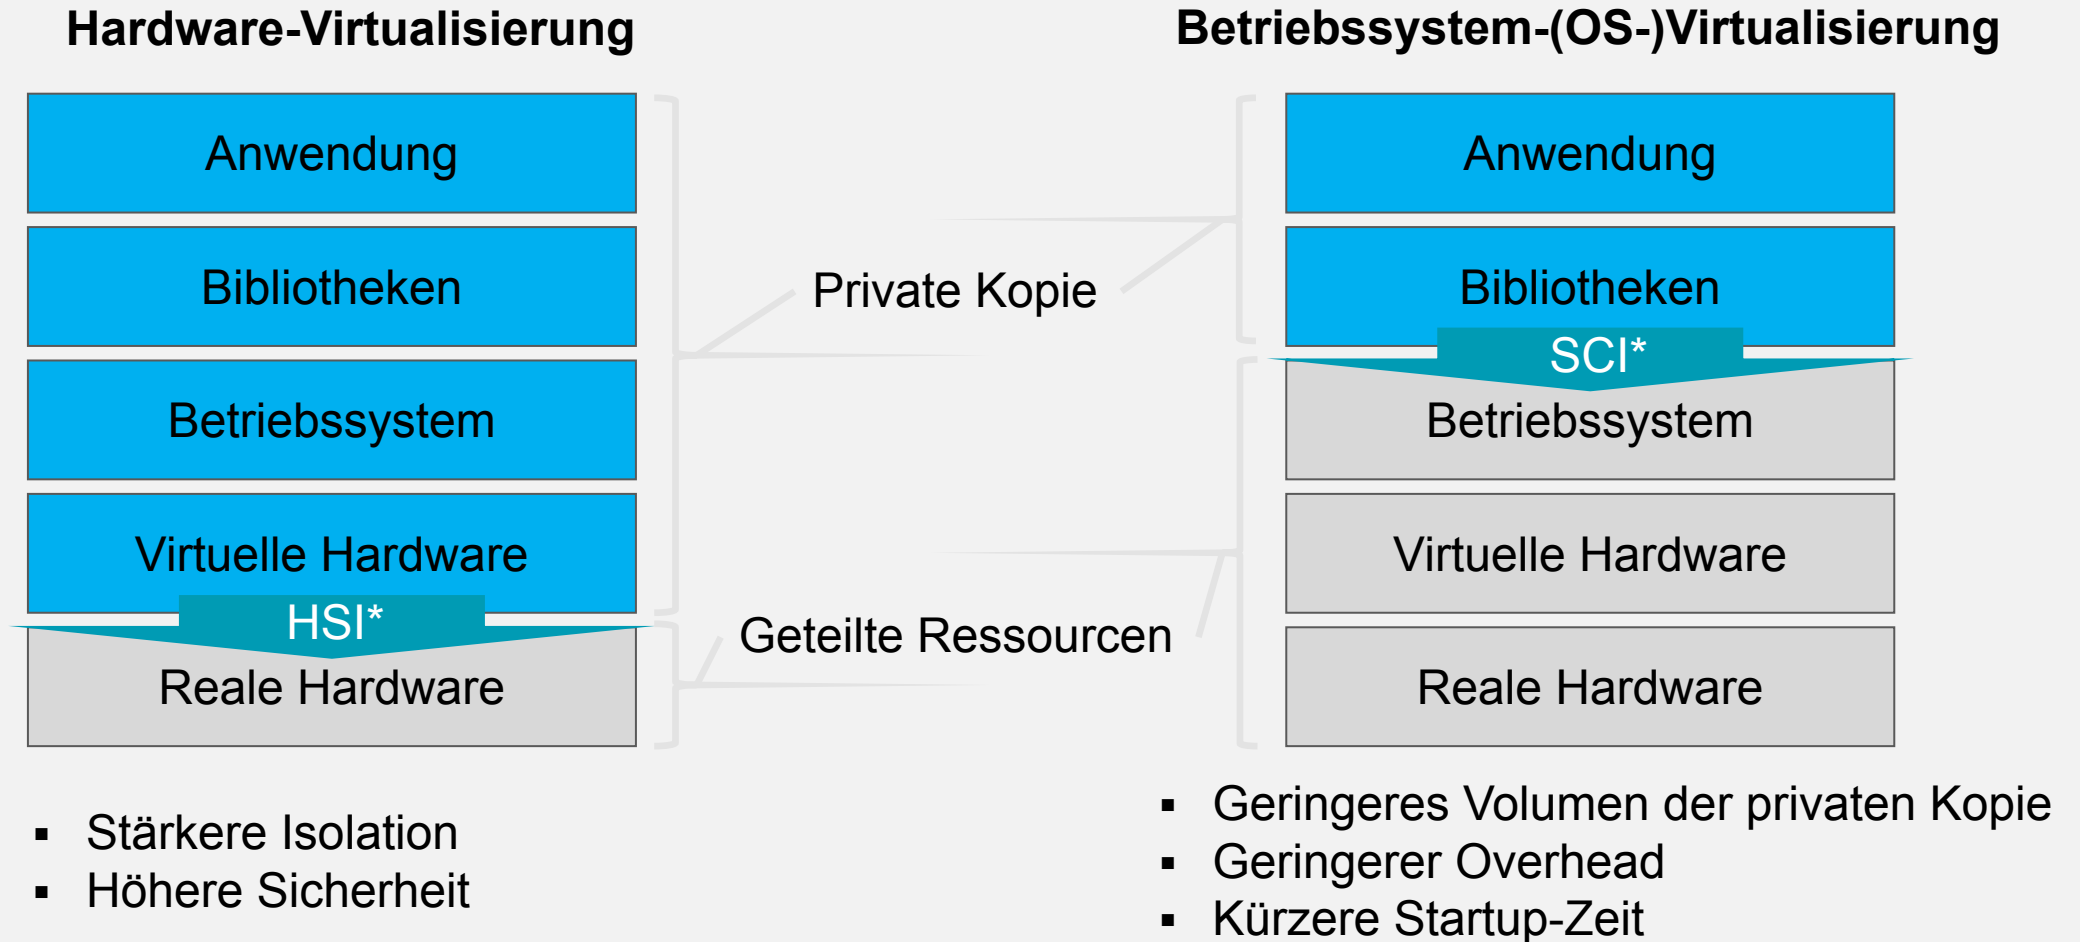 Hardware-Virtualisierung
Anwendung
Bibliotheken
Betriebssystem
Virtuelle Hardware
HSI*
Reale Hardware
Stärkere Isolation
Höhere Sicherheit
Private Kopie
Geteilte Ressourcen
Betriebssystem-(OS-)Virtualisierung
Anwendung
Bibliotheken
SCI*
Betriebssystem
Virtuelle Hardware
Reale Hardware
Geringeres Volumen der privaten Kopie
Geringerer Overhead
Kürzere Startup-Zeit